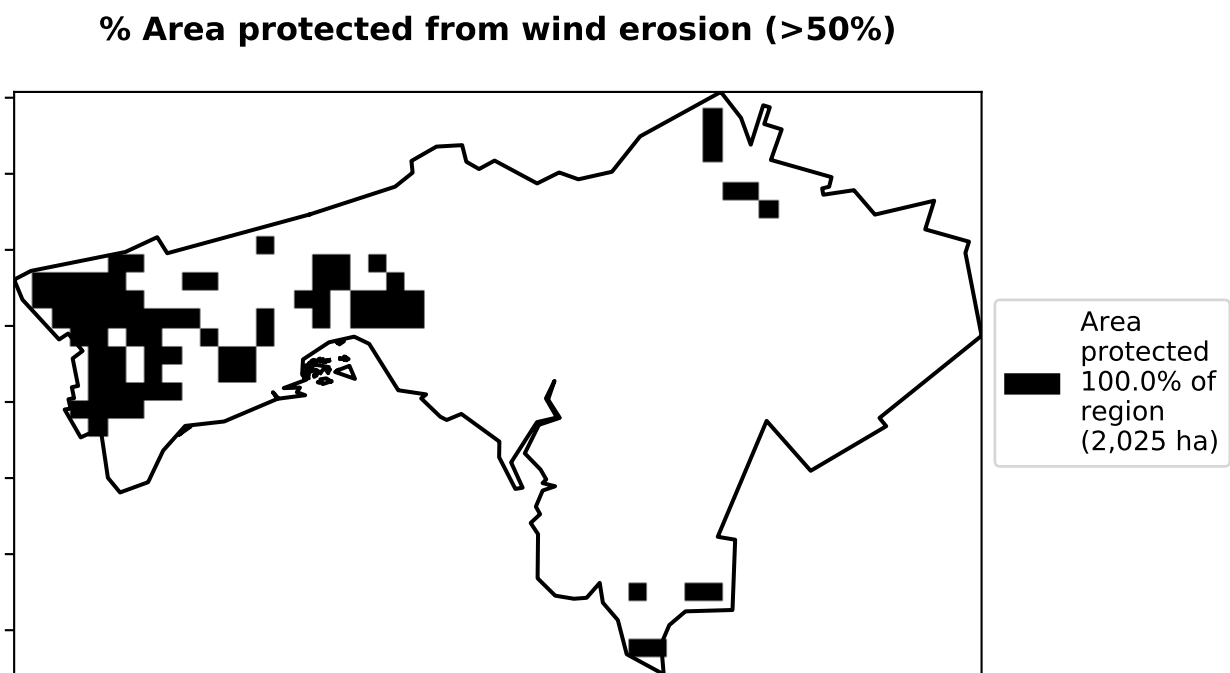 % Area protected from wind erosion (>50%)
Area
protected
100.0% of
region
(2,025 ha)